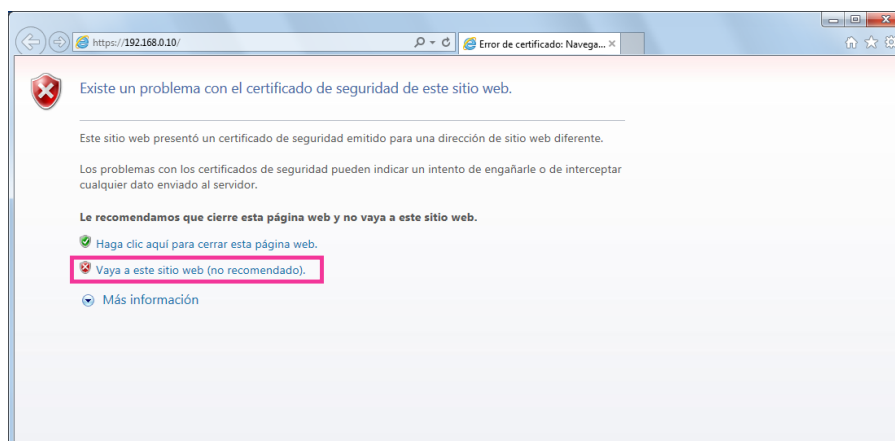 https://192.168.0.10/
Error de certificado: Navega...
Existe un problema con el certificado de seguridad de este sitio web.
Este sitio web presentó un certificado de seguridad emitido para una dirección de sitio web diferente.
Los problemas con los certificados de seguridad pueden indicar un intento de engañarle o de interceptar
cualquier dato enviado al servidor.
Le recomendamos que cierre esta página web y no vaya a este sitio web.
Haga clic aquí para cerrar esta página web.
Vaya a este sitio web (no recomendado).
Más información